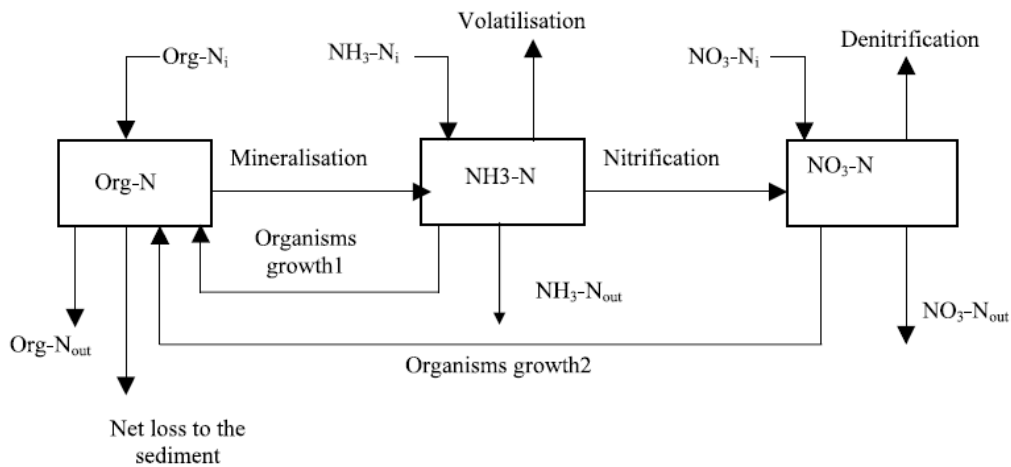 Volatilisation
Org-Nᵢ
NH₃-Nᵢ
NO₃-Nᵢ
Denitrification
Org-N
Mineralisation
NH3-N
Nitrification
NO₃-N
Organisms
growth1
NH₃-Nout
NO₃-Nout
Org-Nout
Organisms growth2
Net loss to the
sediment